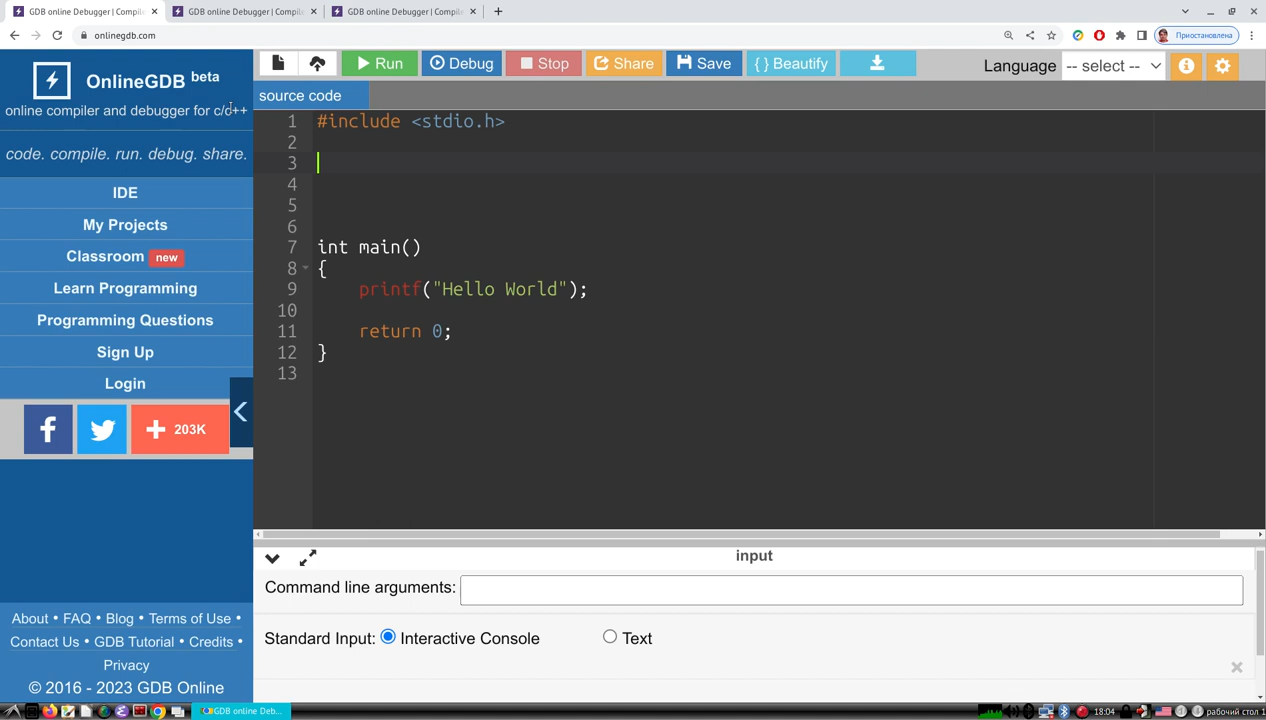 GDB online Debugger | Compile
GDB online Debugger | Compile
GDB online Debugger | Compile
onlinegdb.com
Приостановлена
OnlineGDB beta
online compiler and debugger for c/c++
code. compile. run. debug. share.
IDE
My Projects
Classroom new
Learn Programming
Programming Questions
Sign Up
Login
203K
About • FAQ • Blog • Terms of Use •
Contact Us • GDB Tutorial • Credits •
Privacy
© 2016 - 2023 GDB Online
Run Debug Stop Share Save { } Beautify Language -- select --
source code
1 #include <stdio.h>
2
3
4
5
6
7 int main()
8 {
9 printf("Hello World");
10
11 return 0;
12 }
13
input
Command line arguments:
Standard Input: Interactive Console Text
GDB online Deb...
18:04
рабочий стол 1